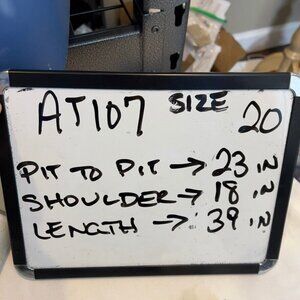 AT107 SIZE 20
PIT TO PIT → 23 IN
SHOULDER → 18 IN
LENGTH → 39 IN